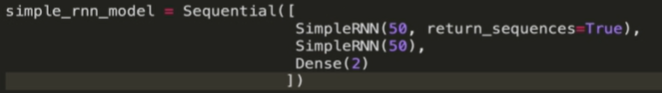 simple_rnn_model = Sequential([
SimpleRNN(50, return_sequences=True),
SimpleRNN(50),
Dense(2)
])